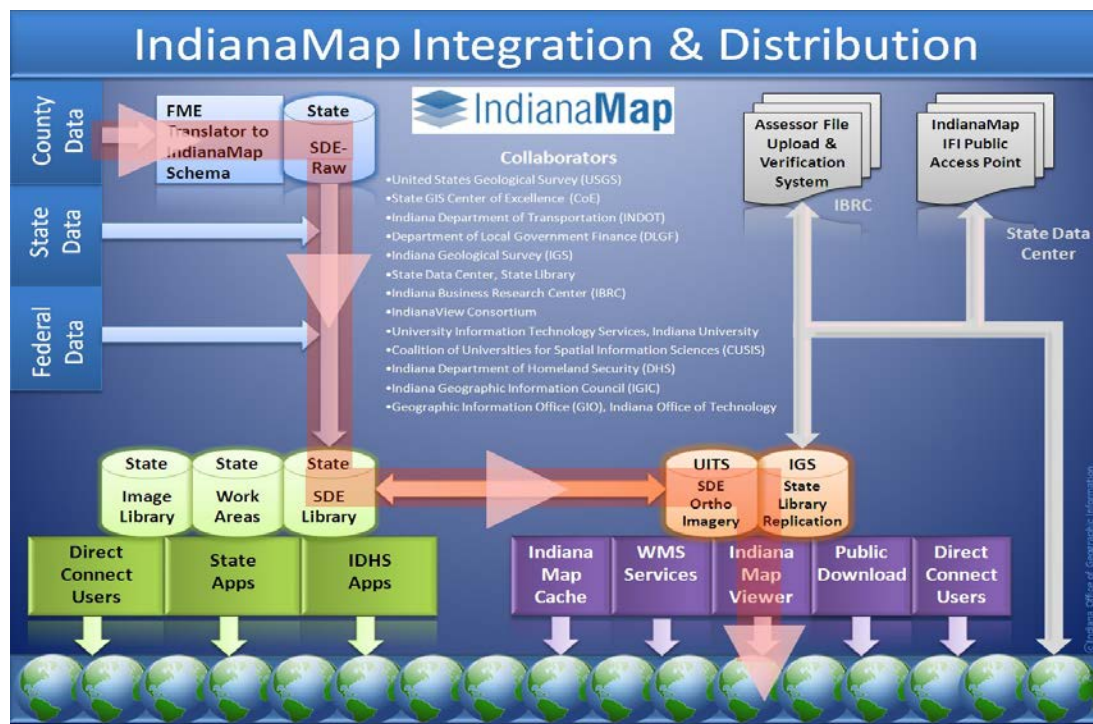 IndianaMap Integration & Distribution
County
Data
State
Data
Federal
Data
FME
Translator to
IndianaMap
Schema
State
SDE-
Raw
IndianaMap
Collaborators
•United States Geological Survey (USGS)
•State GIS Center of Excellence (CoE)
•Indiana Department of Transportation (INDOT)
•Department of Local Government Finance (DLGF)
•Indiana Geological Survey (IGS)
•State Data Center, State Library
•Indiana Business Research Center (IBRC)
•IndianaView Consortium
•University Information Technology Services, Indiana University
•Coalition of Universities for Spatial Information Sciences (CUSIS)
•Indiana Department of Homeland Security (DHS)
•Indiana Geographic Information Council (IGIC)
•Geographic Information Office (GIO), Indiana Office of Technology
Assessor File
Upload &
Verification
System
IBRC
IndianaMap
IFI Public
Access Point
State Data
Center
State
Image
Library
State
Work
Areas
State
SDE
Library
UITS
SDE
Ortho
Imagery
IGS
State
Library
Replication
Direct
Connect
Users
State
Apps
IDHS
Apps
Indiana
Map
Cache
WMS
Services
Indiana
Map
Viewer
Public
Download
Direct
Connect
Users
©Indiana Office of Geographic Information